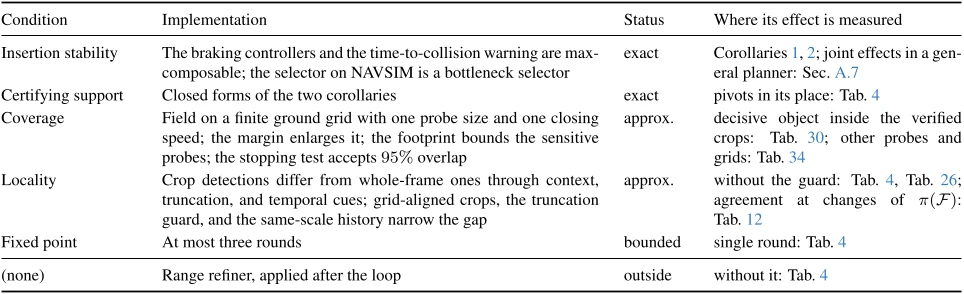 Condition Implementation Status Where its effect is measured
Insertion stability The braking controllers and the time-to-collision warning are max- exact Corollaries 1, 2; joint effects in a gen-
composable; the selector on NAVSIM is a bottleneck selector eral planner: Sec. A.7
Certifying support Closed forms of the two corollaries exact pivots in its place: Tab. 4
Coverage Field on a finite ground grid with one probe size and one closing approx. decisive object inside the verified
speed; the margin enlarges it; the footprint bounds the sensitive crops: Tab. 30; other probes and
probes; the stopping test accepts 95% overlap grids: Tab. 34
Locality Crop detections differ from whole-frame ones through context, approx. without the guard: Tab. 4, Tab. 26;
truncation, and temporal cues; grid-aligned crops, the truncation agreement at changes of π(F):
guard, and the same-scale history narrow the gap Tab. 12
Fixed point At most three rounds bounded single round: Tab. 4
(none) Range refiner, applied after the loop outside without it: Tab. 4